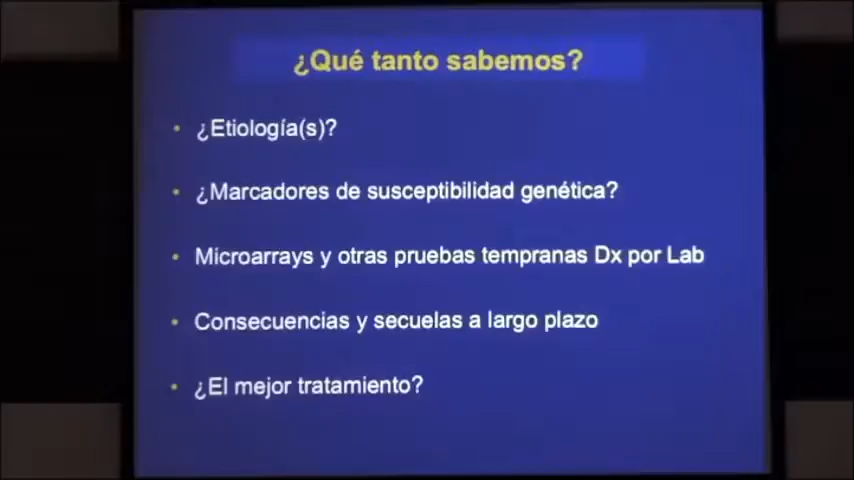 ¿Qué tanto sabemos?
• ¿Etiología(s)?
• ¿Marcadores de susceptibilidad genética?
• Microarrays y otras pruebas tempranas Dx por Lab
• Consecuencias y secuelas a largo plazo
• ¿El mejor tratamiento?